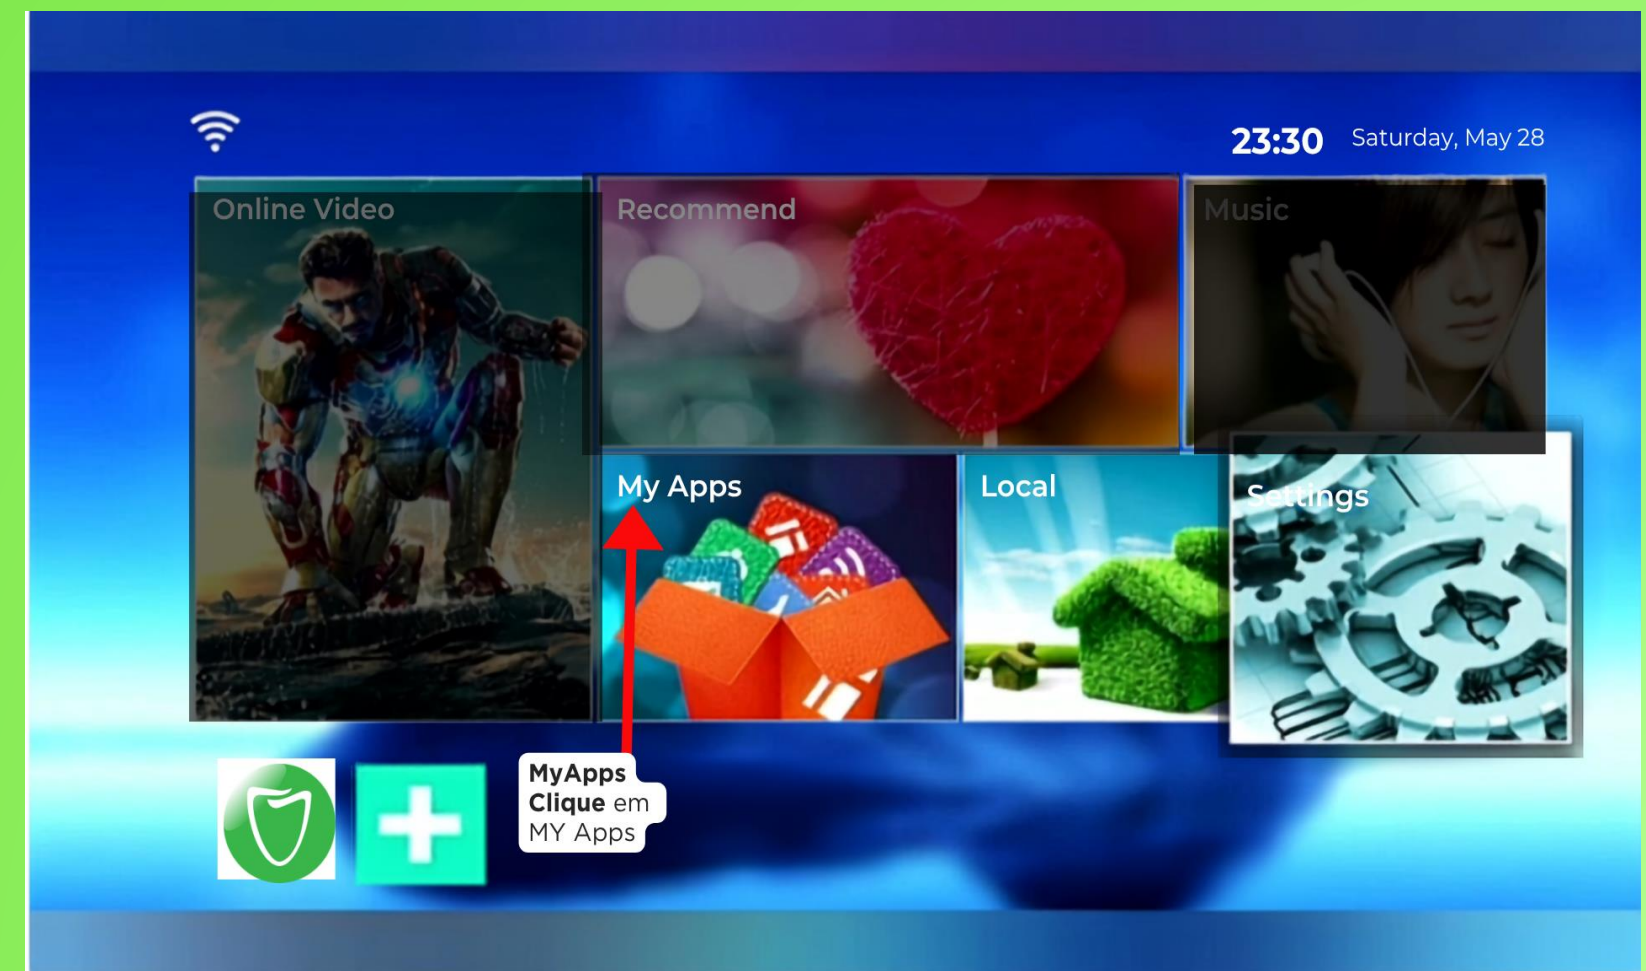 23:30 Saturday, May 28
Online Video
Recommend
Music
My Apps
Local
Settings
MyApps
Clique em
MY Apps